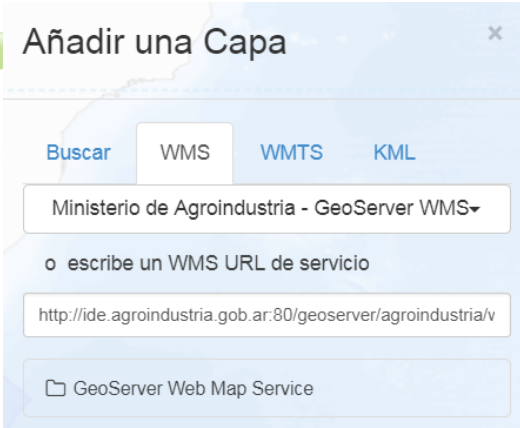 Añadir una Capa ×
Buscar WMS WMTS KML
Ministerio de Agroindustria - GeoServer WMS
o escribe un WMS URL de servicio
http://ide.agroindustria.gob.ar:80/geoserver/agroindustria/v
GeoServer Web Map Service